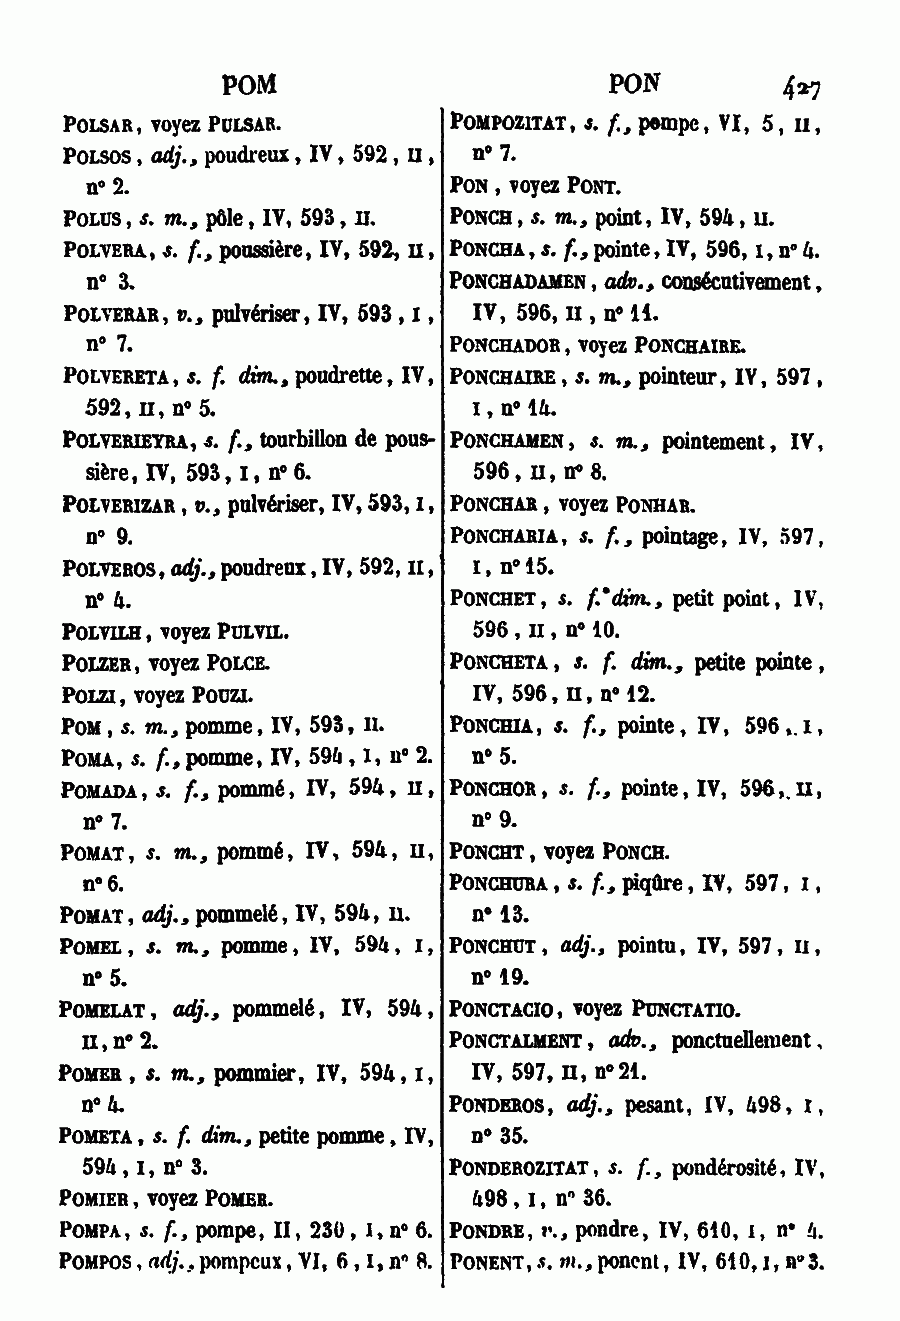 POM
PON 427
POLSAR, voyez PULSAR.
POLSOS, adj., poudreux, IV, 592, II,
n° 2.
POLUS, s. m., pôle, IV, 593, II.
POLVERA, s. f., poussière, IV, 592, II,
n° 3.
POLVERAR, v., pulvériser, IV, 593, I,
n° 7.
POLVERETA, s. f. dim., poudrette, IV,
592, II, n° 5.
POLVERIEYRA, s. f., tourbillon de pous-
sière, IV, 593, I, n° 6.
POLVERIZAR, v., pulvériser, IV, 593, I,
n° 9.
POLVEROS, adj., poudreux, IV, 592, II,
n° 4.
POLVILH, voyez PULVIL.
POLZER, voyez POLCE.
POLZI, voyez POUZI.
POM, s. m., pomme, IV, 593, II.
POMA, s. f., pomme, IV, 594, I, n° 2.
POMADA, s. f., pommé, IV, 594, II,
n° 7.
POMAT, s. m., pommé, IV, 594, II,
n° 6.
POMAT, adj., pommelé, IV, 594, II.
POMEL, s. m., pomme, IV, 594, I,
n° 5.
POMELAT, adj., pommelé, IV, 594,
II, n° 2.
POMER, s. m., pommier, IV, 594, I,
n° 4.
POMETA, s. f. dim., petite pomme, IV,
594, I, n° 3.
POMIER, voyez POMER.
POMPA, s. f., pompe, II, 230, I, n° 6.
POMPOS, adj., pompeux, VI, 6, I, n° 8.
POMPOZITAT, s. f., pompe, VI, 5, II,
n° 7.
PON, voyez PONT.
PONCH, s. m., point, IV, 594, II.
PONCHA, s. f., pointe, IV, 596, I, n° 4.
PONCHADAMEN, adv., consécutivement,
IV, 596, II, n° 11.
PONCHADOR, voyez PONCHAIRE.
PONCHAIRE, s. m., pointeur, IV, 597,
I, n° 14.
PONCHAMEN, s. m., pointement, IV,
596, II, n° 8.
PONCHAR, voyez PONHAR.
PONCHARIA, s. f., pointage, IV, 597,
I, n° 15.
PONCHET, s. f. dim., petit point, IV,
596, II, n° 10.
PONCHETA, s. f. dim., petite pointe,
IV, 596, II, n° 12.
PONCHIA, s. f., pointe, IV, 596, I,
n° 5.
PONCHOR, s. f., pointe, IV, 596, II,
n° 9.
PONCHT, voyez PONCH.
PONCHURA, s. f., piqûre, IV, 597, I,
n° 13.
PONCHUT, adj., pointu, IV, 597, II,
n° 19.
PONCTACIO, voyez PUNCTATIO.
PONCTALMENT, adv., ponctuellement,
IV, 597, II, n° 21.
PONDEROS, adj., pesant, IV, 498, I,
n° 35.
PONDEROZITAT, s. f., pondérosité, IV,
498, I, n° 36.
PONDRE, v., pondre, IV, 610, I, n° 4.
PONENT, s. m., ponent, IV, 610, I, n° 3.